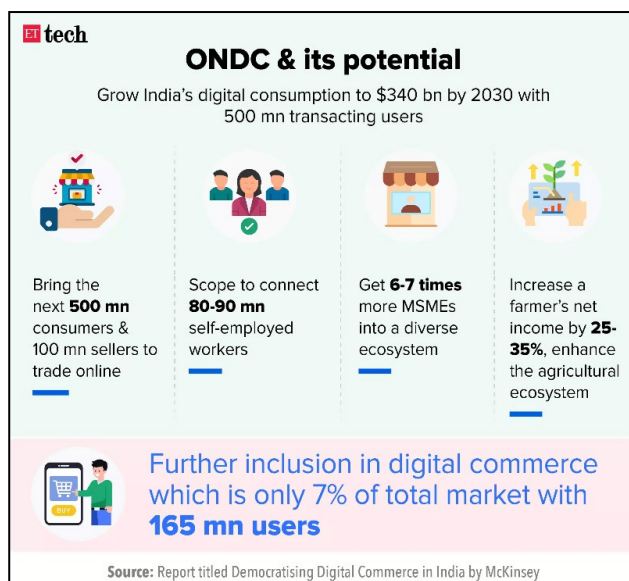 ET tech
ONDC & its potential
Grow India's digital consumption to $340 bn by 2030 with
500 mn transacting users
Bring the
next 500 mn
consumers &
100 mn sellers to
trade online
Scope to connect
80-90 mn
self-employed
workers
Get 6-7 times
more MSMEs
into a diverse
ecosystem
Increase a
farmer's net
income by 25-
35%, enhance
the agricultural
ecosystem
BUY
Further inclusion in digital commerce
which is only 7% of total market with
165 mn users
Source: Report titled Democratising Digital Commerce in India by McKinsey